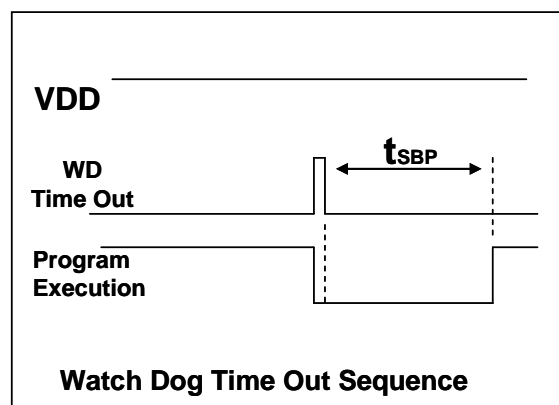 VDD
tSBP
WD
Time Out
Program
Execution
Watch Dog Time Out Sequence